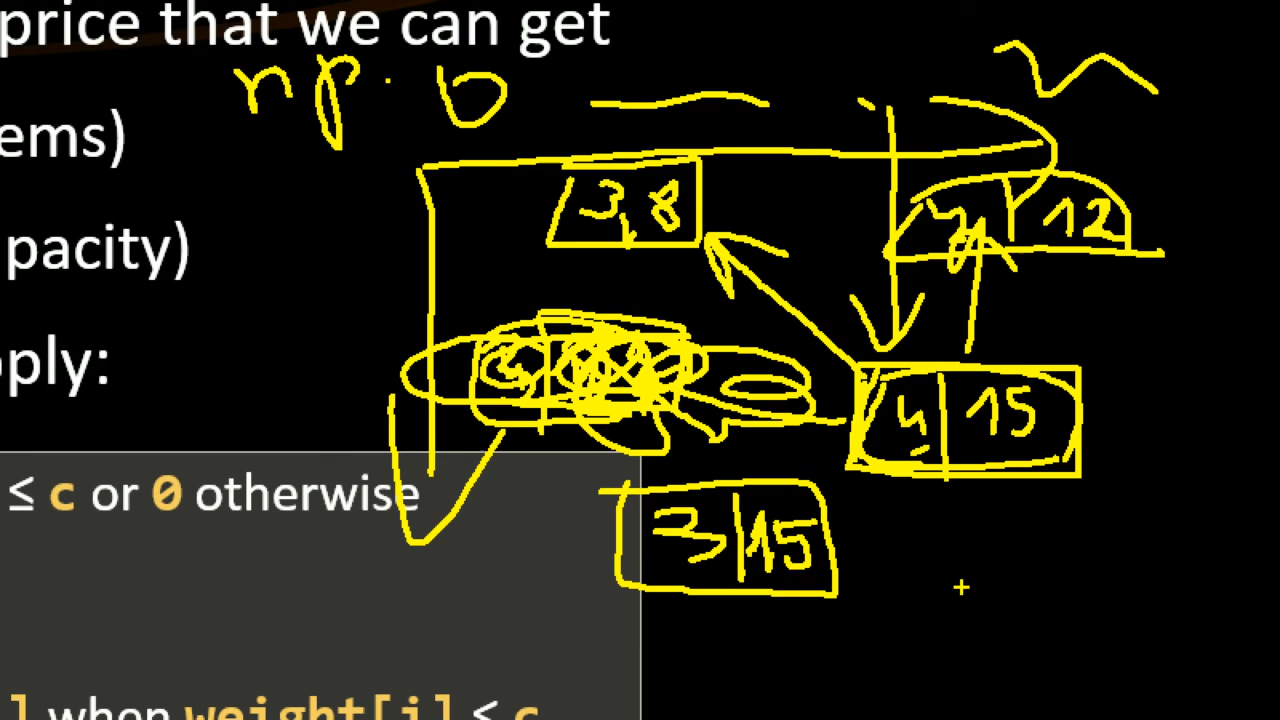 price that we can get
пр. b
ems)
3,8
12
pacity)
ply:
4 15
≤ c or 0 otherwise
3 15
] when weight[i] ≤ c